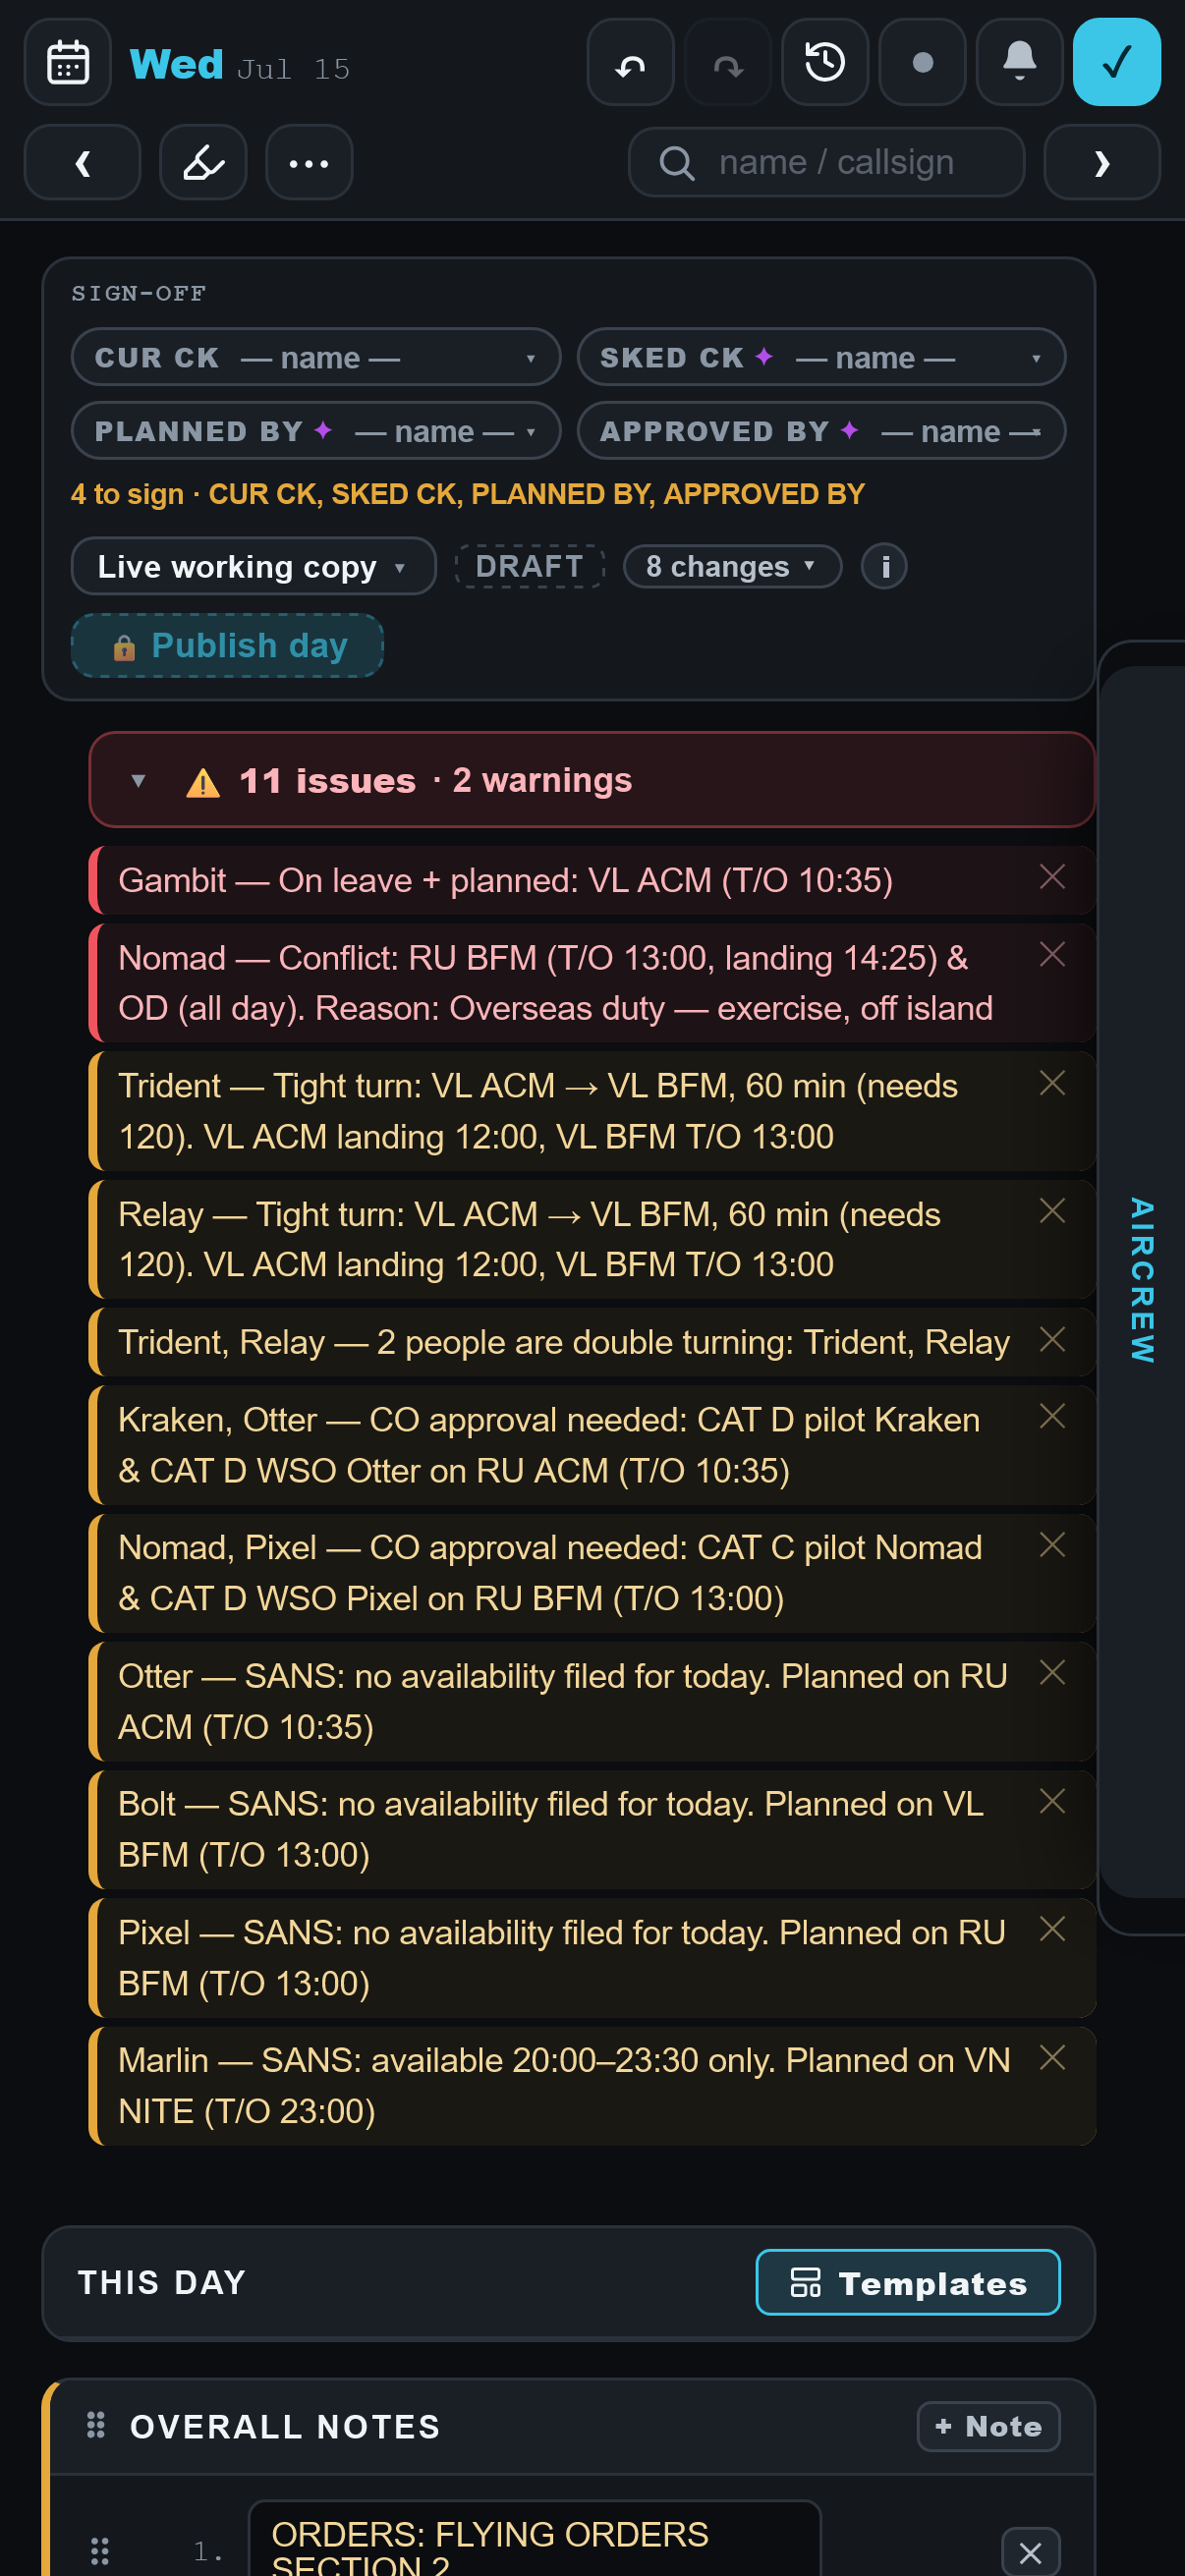 Wed Jul 15
name / callsign
SIGN-OFF
CUR CK — name —
SKED CK — name —
PLANNED BY — name —
APPROVED BY — name —
4 to sign · CUR CK, SKED CK, PLANNED BY, APPROVED BY
Live working copy
DRAFT
8 changes
i
Publish day
11 issues · 2 warnings
Gambit — On leave + planned: VL ACM (T/O 10:35)
Nomad — Conflict: RU BFM (T/O 13:00, landing 14:25) &
OD (all day). Reason: Overseas duty — exercise, off island
Trident — Tight turn: VL ACM → VL BFM, 60 min (needs
120). VL ACM landing 12:00, VL BFM T/O 13:00
Relay — Tight turn: VL ACM → VL BFM, 60 min (needs
120). VL ACM landing 12:00, VL BFM T/O 13:00
Trident, Relay — 2 people are double turning: Trident, Relay
Kraken, Otter — CO approval needed: CAT D pilot Kraken
& CAT D WSO Otter on RU ACM (T/O 10:35)
Nomad, Pixel — CO approval needed: CAT C pilot Nomad
& CAT D WSO Pixel on RU BFM (T/O 13:00)
Otter — SANS: no availability filed for today. Planned on RU
ACM (T/O 10:35)
Bolt — SANS: no availability filed for today. Planned on VL
BFM (T/O 13:00)
Pixel — SANS: no availability filed for today. Planned on RU
BFM (T/O 13:00)
Marlin — SANS: available 20:00–23:30 only. Planned on VN
NITE (T/O 23:00)
AIRCREW
THIS DAY
Templates
OVERALL NOTES
+ Note
1.
ORDERS: FLYING ORDERS
SECTION 2